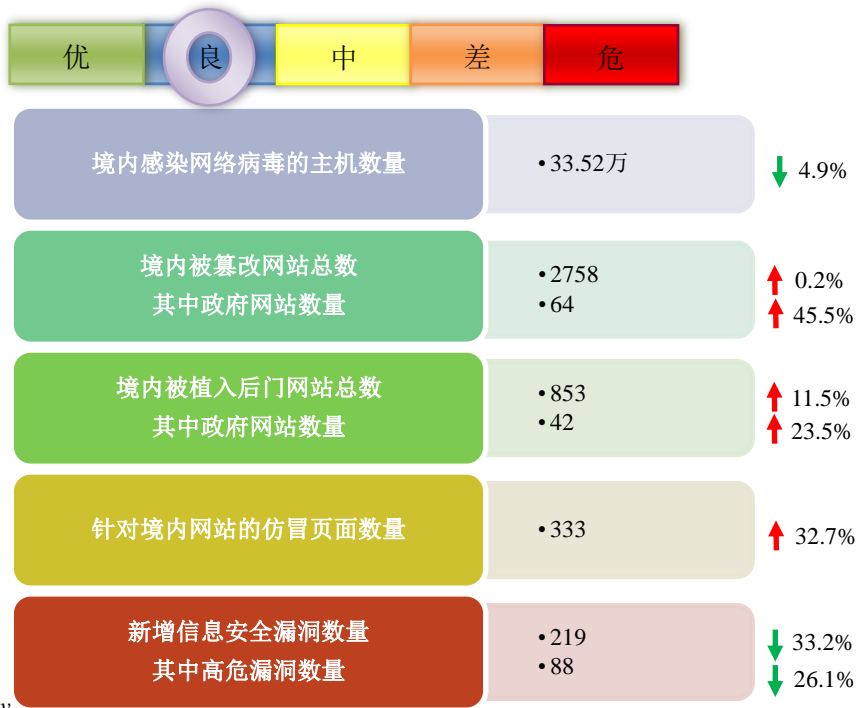 优 良 中 差 危
境内感染网络病毒的主机数量
•33.52万
4.9%
境内被篡改网站总数
其中政府网站数量
•2758
•64
0.2%
45.5%
境内被植入后门网站总数
其中政府网站数量
•853
•42
11.5%
23.5%
针对境内网站的仿冒页面数量
•333
32.7%
新增信息安全漏洞数量
其中高危漏洞数量
•219
•88
33.2%
26.1%